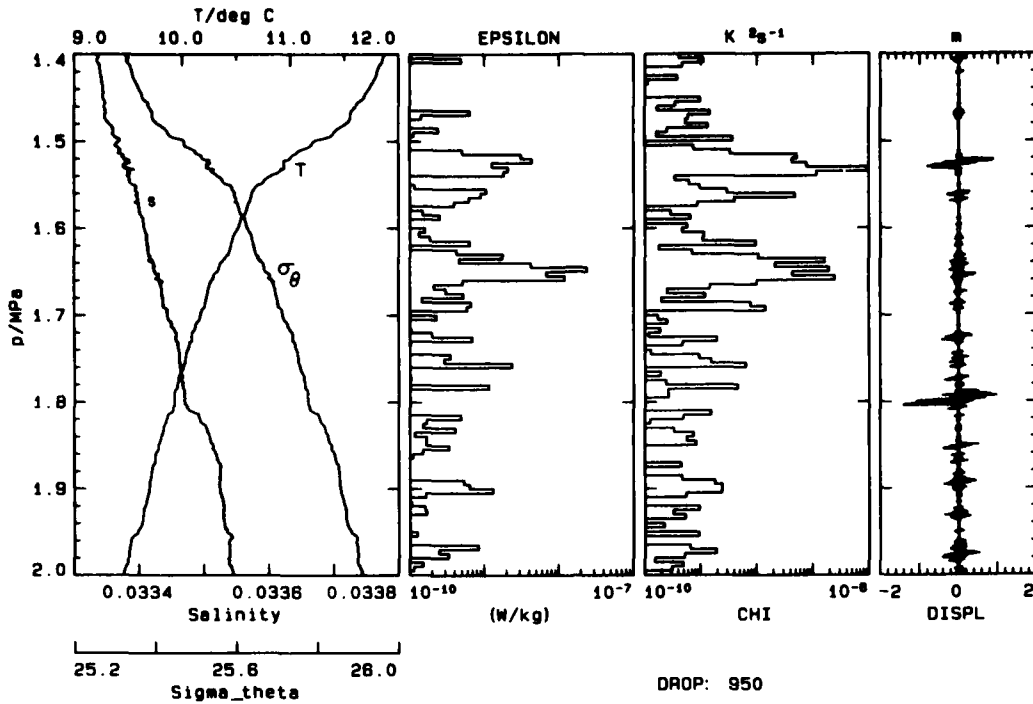 T/deg C
9.0 10.0 11.0 12.0
EPSILON
K ²s⁻¹
m
1.4
1.5
1.6
1.7
1.8
1.9
2.0
p/MPa
T
s
σθ
0.0334 0.0336 0.0338
Salinity
10⁻¹⁰ 10⁻⁷
(W/kg)
10⁻¹⁰ 10⁻⁸
CHI
-2 0 2
DISPL
25.2 25.6 26.0
Sigma_theta
DROP: 950